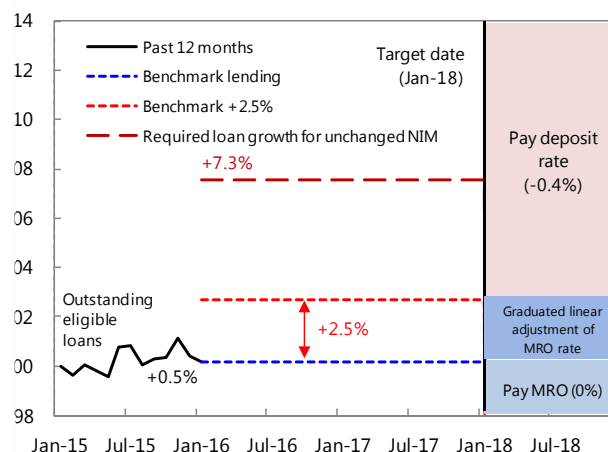 14
12
10
08
06
04
02
00
98
Past 12 months
Benchmark lending
Benchmark +2.5%
Required loan growth for unchanged NIM
+7.3%
Target date
(Jan-18)
Pay deposit
rate
(-0.4%)
Outstanding
eligible
loans
+0.5%
+2.5%
Graduated linear
adjustment of
MRO rate
Pay MRO (0%)
Jan-15 Jul-15 Jan-16 Jul-16 Jan-17 Jul-17 Jan-18 Jul-18